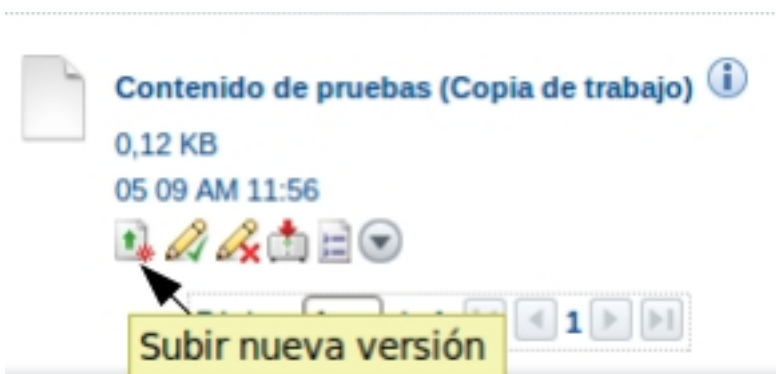 Contenido de pruebas (Copia de trabajo)
0,12 KB
05 09 AM 11:56
1
Subir nueva versión